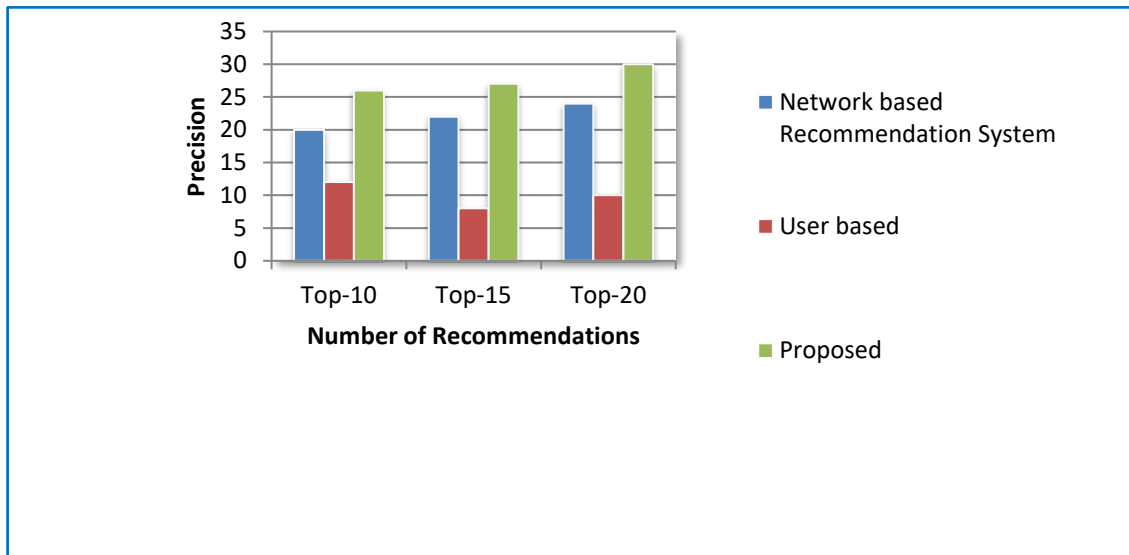 35
30
25
20
15
10
5
0
Precision
Top-10 Top-15 Top-20
Number of Recommendations
Network based
Recommendation System
User based
Proposed